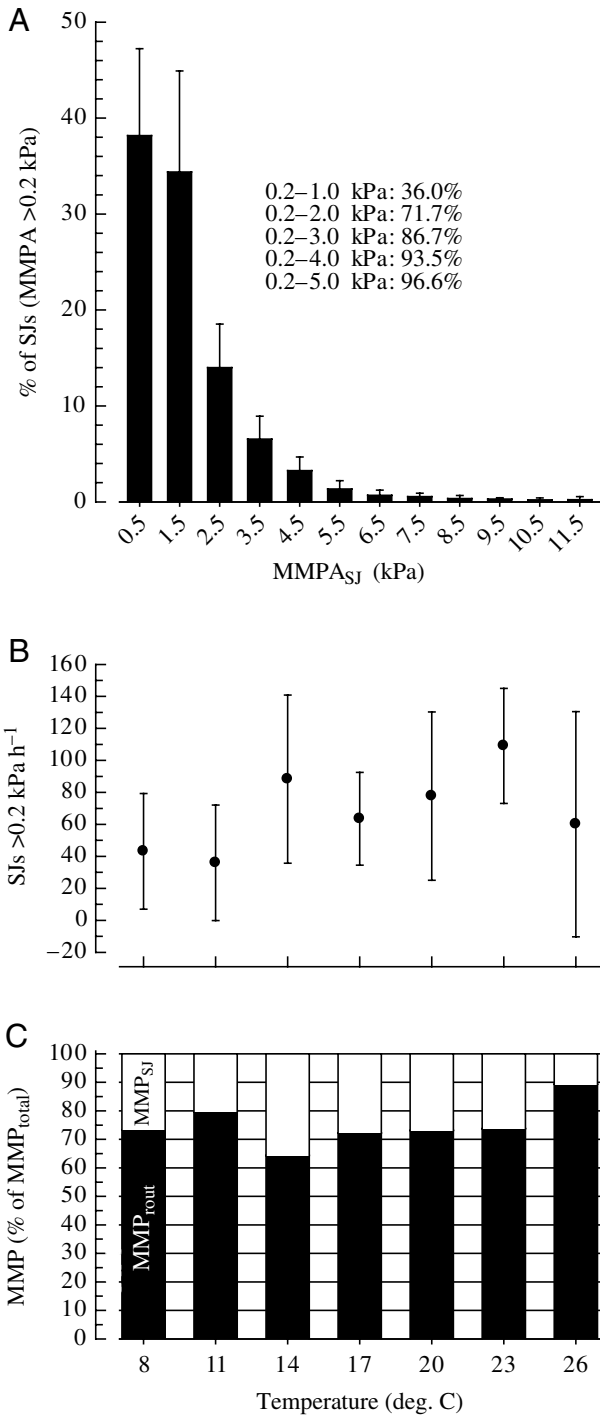 A
50
40
30
20
10
0
% of SJs (MMPA >0.2 kPa)
0.2–1.0 kPa: 36.0%
0.2–2.0 kPa: 71.7%
0.2–3.0 kPa: 86.7%
0.2–4.0 kPa: 93.5%
0.2–5.0 kPa: 96.6%
0.5 1.5 2.5 3.5 4.5 5.5 6.5 7.5 8.5 9.5 10.5 11.5
MMPA_SJ (kPa)
B
160
140
120
100
80
60
40
20
0
–20
SJs >0.2 kPa h⁻¹
C
100
90
80
70
60
50
40
30
20
10
0
MMP (% of MMP_total)
MMP_SJ
MMP_rout
8 11 14 17 20 23 26
Temperature (deg. C)